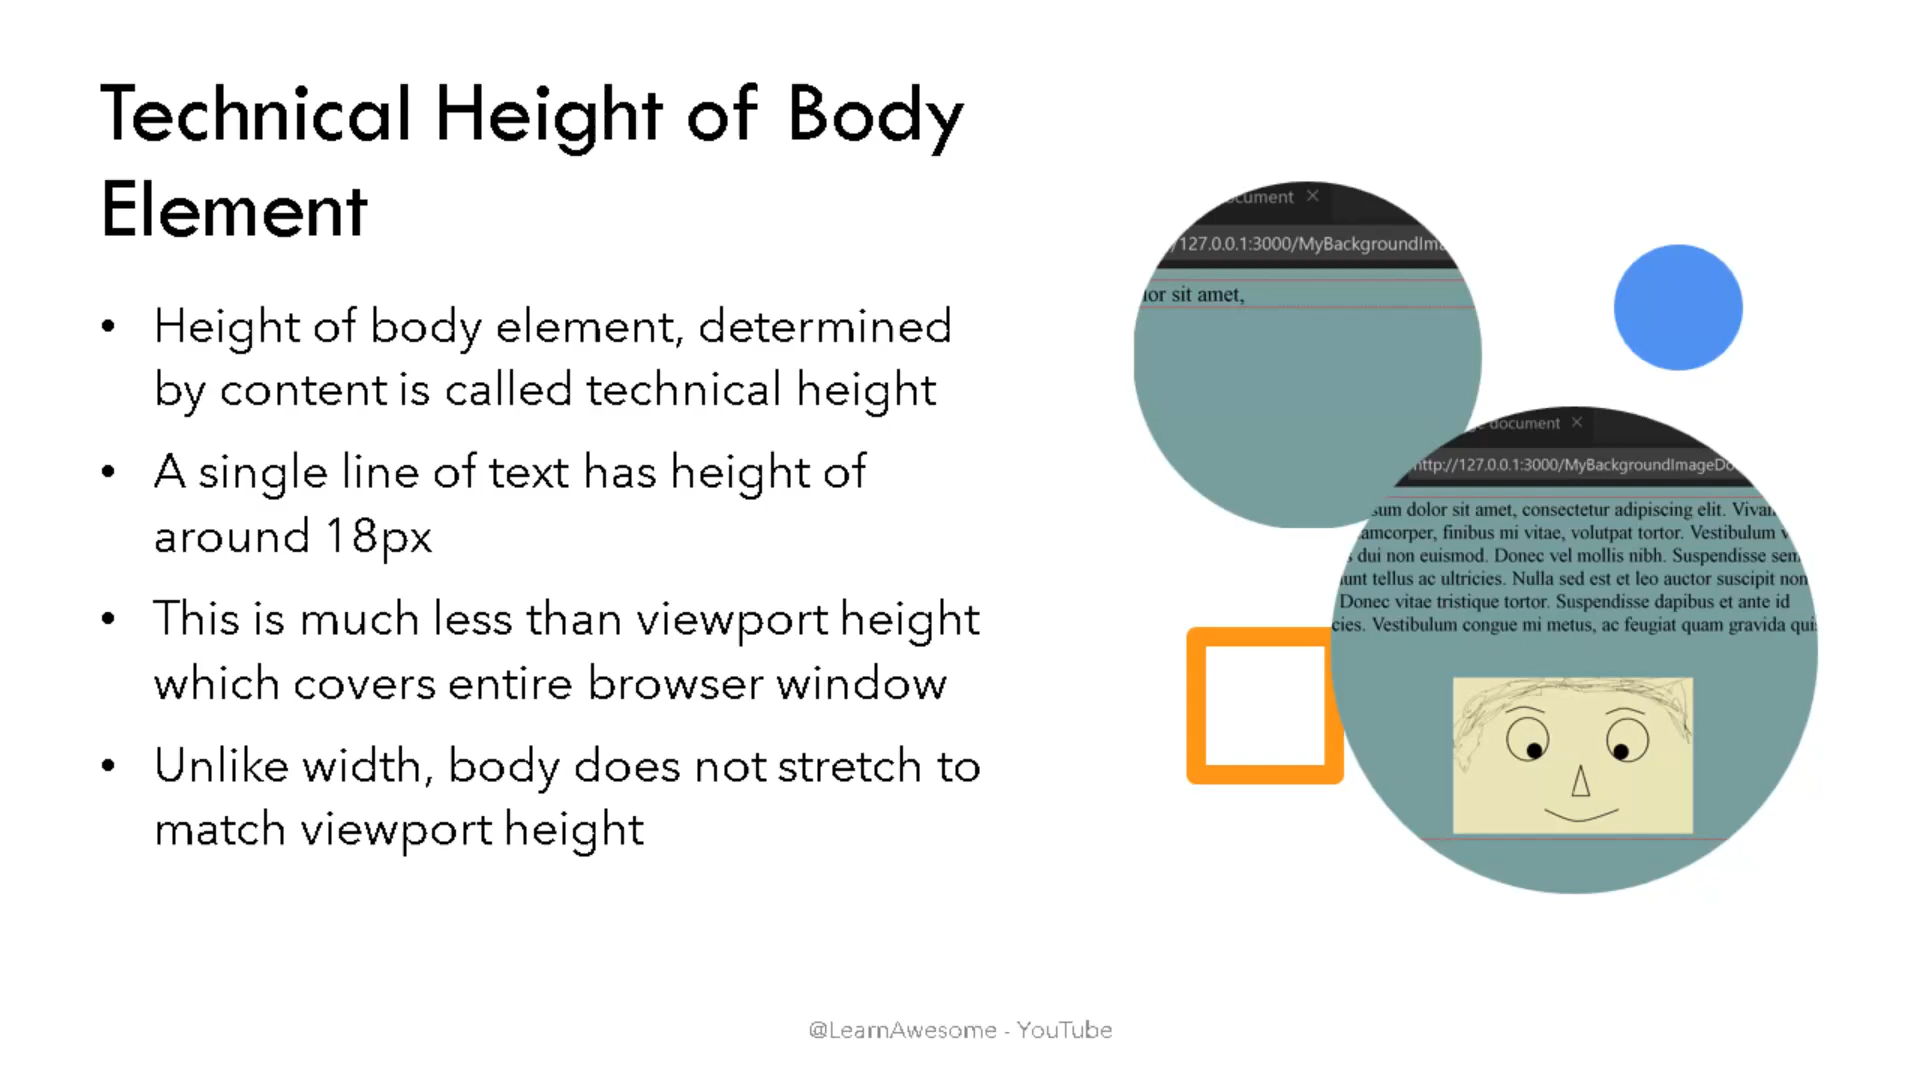 Technical Height of Body
Element
• Height of body element, determined
by content is called technical height
• A single line of text has height of
around 18px
• This is much less than viewport height
which covers entire browser window
• Unlike width, body does not stretch to
match viewport height
document ×
/127.0.0.1:3000/MyBackgroundIma
lor sit amet,
document ×
http://127.0.0.1:3000/MyBackgroundImageDo
sum dolor sit amet, consectetur adipiscing elit. Vivam
amcorper, finibus mi vitae, volutpat tortor. Vestibulum v
dui non euismod. Donec vel mollis nibh. Suspendisse sem
unt tellus ac ultricies. Nulla sed est et leo auctor suscipit non
Donec vitae tristique tortor. Suspendisse dapibus et ante id
cies. Vestibulum congue mi metus, ac feugiat quam gravida quis
@LearnAwesome - YouTube